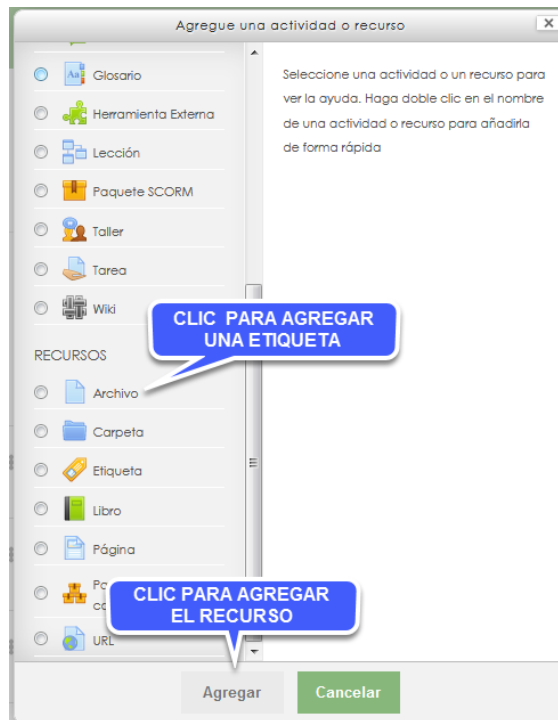 Agregue una actividad o recurso
Glosario
Seleccione una actividad o un recurso para
ver la ayuda. Haga doble clic en el nombre
de una actividad o recurso para añadirla
de forma rápida
Herramienta Externa
Lección
Paquete SCORM
Taller
Tarea
Wiki
CLIC PARA AGREGAR
UNA ETIQUETA
RECURSOS
Archivo
Carpeta
Etiqueta
Libro
Página
CLIC PARA AGREGAR
EL RECURSO
URL
Agregar
Cancelar